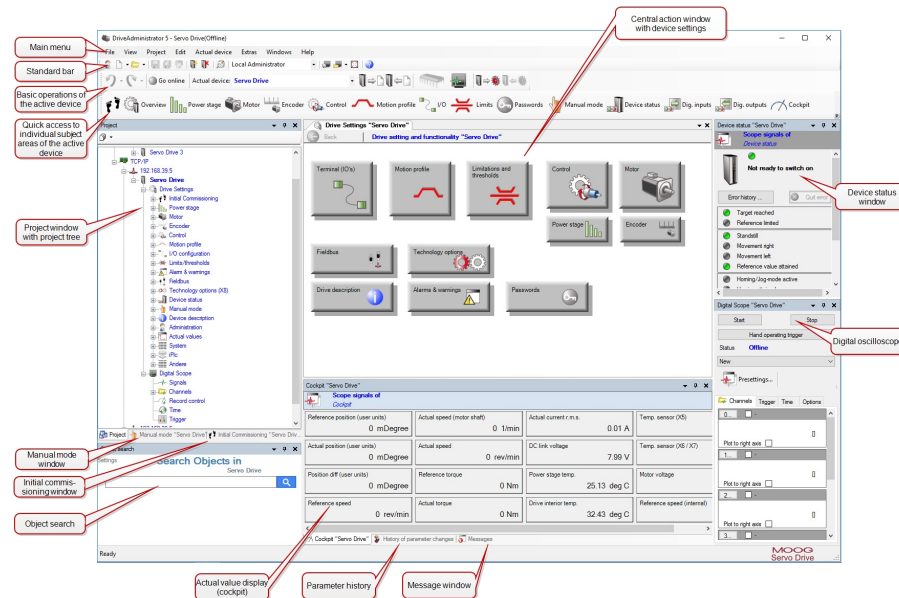 Central action window
with device settings
Main menu
Standard bar
Basic operations of
the active device
Quick access to
individual subject
areas of the active
device
Project window
with project tree
Manual mode
window
Initial commis-
sioning window
Object search
Actual value display
(cockpit)
Parameter history
Message window
Device status
window
Digital oscilloscope
DriveAdministrator 5 - Servo Drive(Offline)
File View Project Edit Actual device Extras Windows Help
Local Administrator
Go online Actual device: Servo Drive
Overview Power stage Motor Encoder Control Motion profile I/O Limits Passwords Manual mode Device status Dig. inputs Dig. outputs Cockpit
Project
Servo Drive 3
TCP/IP
192.168.39.5
Servo Drive
Drive Settings
Initial Commissioning
Power stage
Motor
Encoder
Control
Motion profile
I/O configuration
Limits/thresholds
Alarm & warnings
Fieldbus
Technology options (X8)
Device status
Manual mode
Device description
Administration
Actual values
System
iPlc
Andere
Digital Scope
Signals
Channels
Record control
Time
Trigger
Project Manual mode "Servo Drive" Initial Commissioning "Servo Driv...
Settings
Search Objects in
Servo Drive
Ready
Drive Settings "Servo Drive"
Back Drive setting and functionality "Servo Drive"
Terminal (IO's)
Motion profile
Limitations and
thresholds
Control
Motor
Power stage
Encoder
Fieldbus
Technology options
Drive description
Alarms & warnings
Passwords
Cockpit "Servo Drive"
Scope signals of
Cockpit
Reference position (user units)
0 mDegree
Actual speed (motor shaft)
0 1/min
Actual current r.m.s.
0.01 A
Temp. sensor (X5)
Actual position (user units)
0 mDegree
Actual speed
0 rev/min
DC link voltage
7.99 V
Temp. sensor (X6 / X7)
Position diff (user units)
0 mDegree
Reference torque
0 Nm
Power stage temp.
25.13 deg C
Motor voltage
Reference speed
0 rev/min
Actual torque
0 Nm
Drive interior temp.
32.43 deg C
Reference speed (internal)
Cockpit "Servo Drive" History of parameter changes Messages
Device status "Servo Drive"
Scope signals of
Device status
Not ready to switch on
Error history ... Quit error
Target reached
Reference limited
Standstill
Movement right
Movement left
Reference value attained
Homing/Jog-mode active
Digital Scope "Servo Drive"
Start Stop
Hand operating trigger
Status Offline
New
Presettings...
Channels Trigger Time Options
0... -
Plot to right axis
1... -
Plot to right axis
2... -
Plot to right axis
3... -
MOOG
Servo Drive